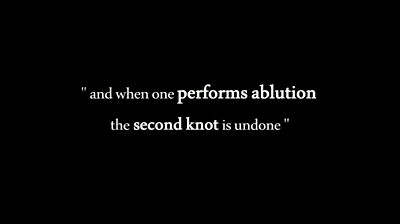 " and when one performs ablution
the second knot is undone "